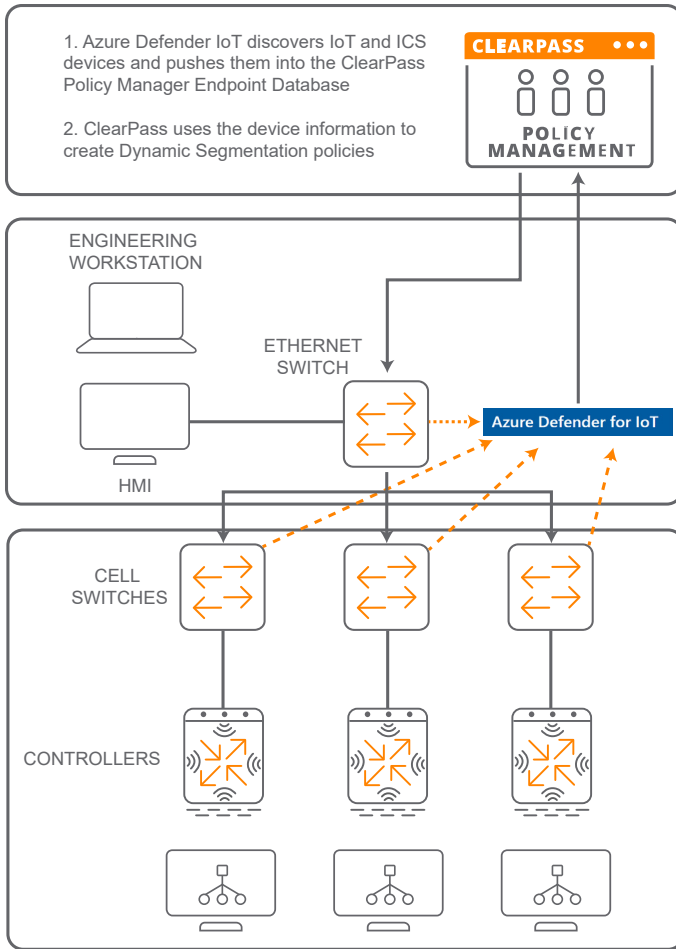 1. Azure Defender IoT discovers IoT and ICS
devices and pushes them into the ClearPass
Policy Manager Endpoint Database
2. ClearPass uses the device information to
create Dynamic Segmentation policies
CLEARPASS
POLICY
MANAGEMENT
ENGINEERING
WORKSTATION
ETHERNET
SWITCH
Azure Defender for IoT
HMI
CELL
SWITCHES
CONTROLLERS